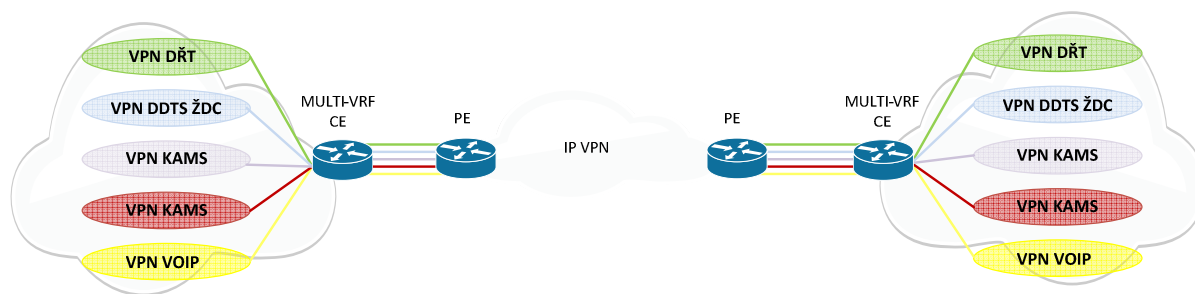 VPN DŘT
VPN DDTS ŽDC
VPN KAMS
VPN KAMS
VPN VOIP
MULTI-VRF
CE
PE
IP VPN
PE
MULTI-VRF
CE
VPN DŘT
VPN DDTS ŽDC
VPN KAMS
VPN KAMS
VPN VOIP